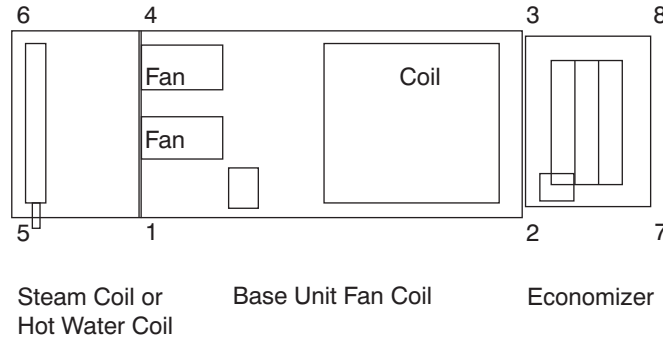 6 4 3 8
Fan
Coil
Fan
5 1 2 7
Steam Coil or
Hot Water Coil
Base Unit Fan Coil
Economizer